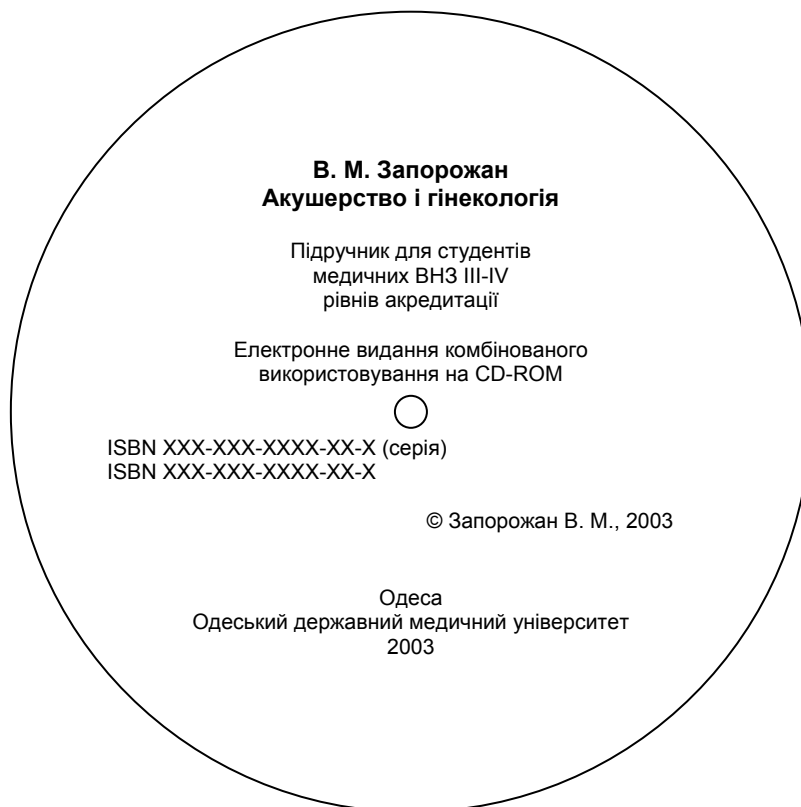 В. М. Запорожан
Акушерство і гінекологія
Підручник для студентів
медичних ВНЗ III-IV
рівнів акредитації
Електронне видання комбінованого
використовування на CD-ROM
ISBN XXX-XXX-XXXX-XX-X (серія)
ISBN XXX-XXX-XXXX-XX-X
© Запорожан В. М., 2003
Одеса
Одеський державний медичний університет
2003